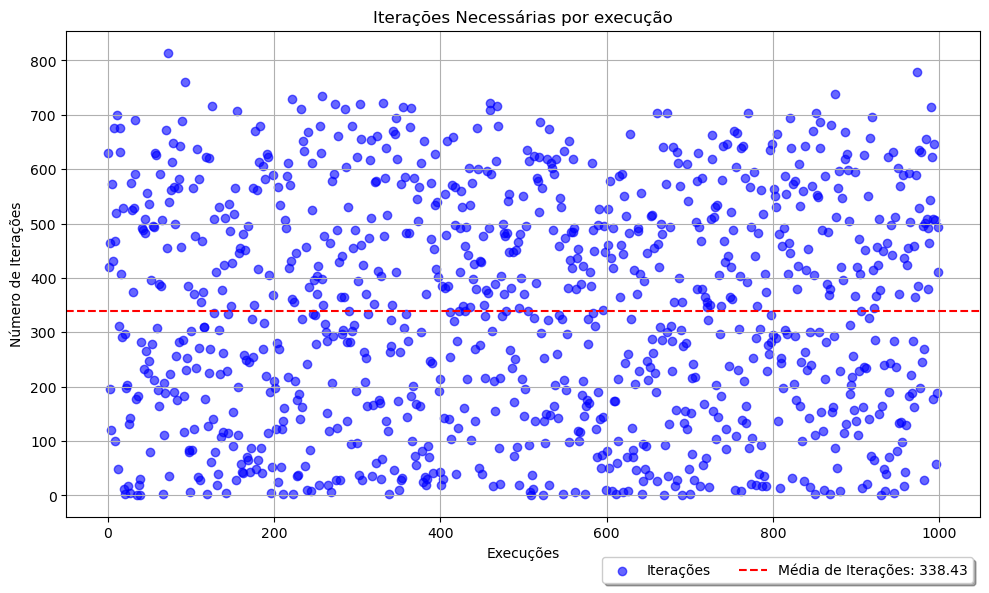 Iterações Necessárias por execução
Número de Iterações
800
700
600
500
400
300
200
100
0
0 200 400 600 800 1000
Execuções
Iterações Média de Iterações: 338.43